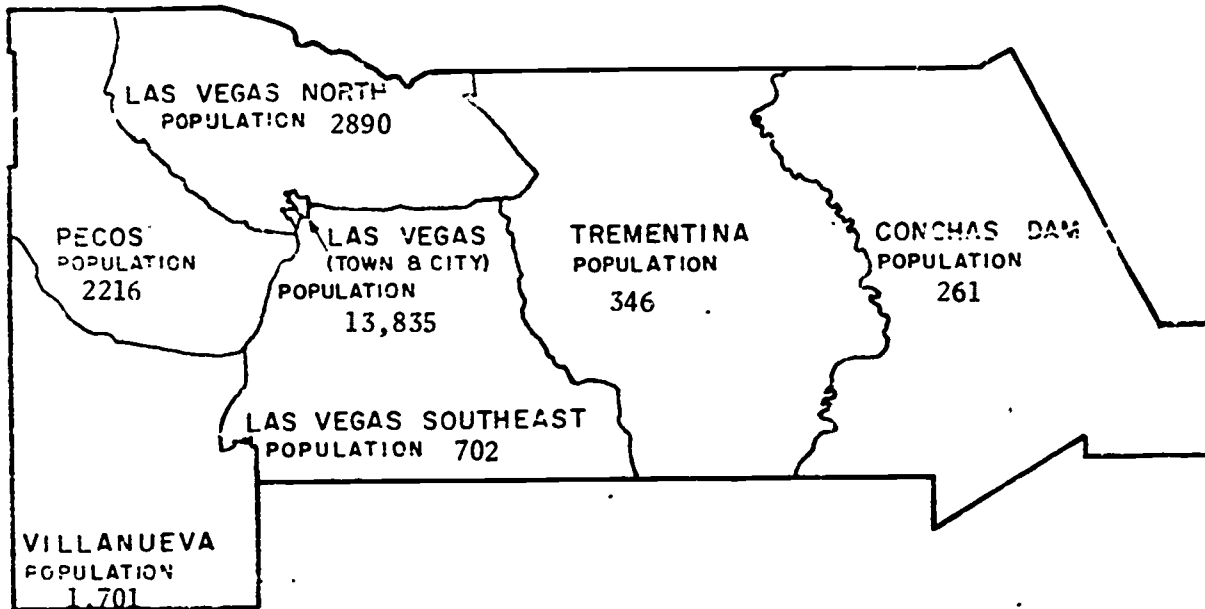 LAS VEGAS NORTH
POPULATION 2890
PECOS
POPULATION
2216
LAS VEGAS
(TOWN & CITY)
POPULATION
13,835
TREMENTINA
POPULATION
346
CONCHAS DAM
POPULATION
261
LAS VEGAS SOUTHEAST
POPULATION 702
VILLANUEVA
POPULATION
1,701